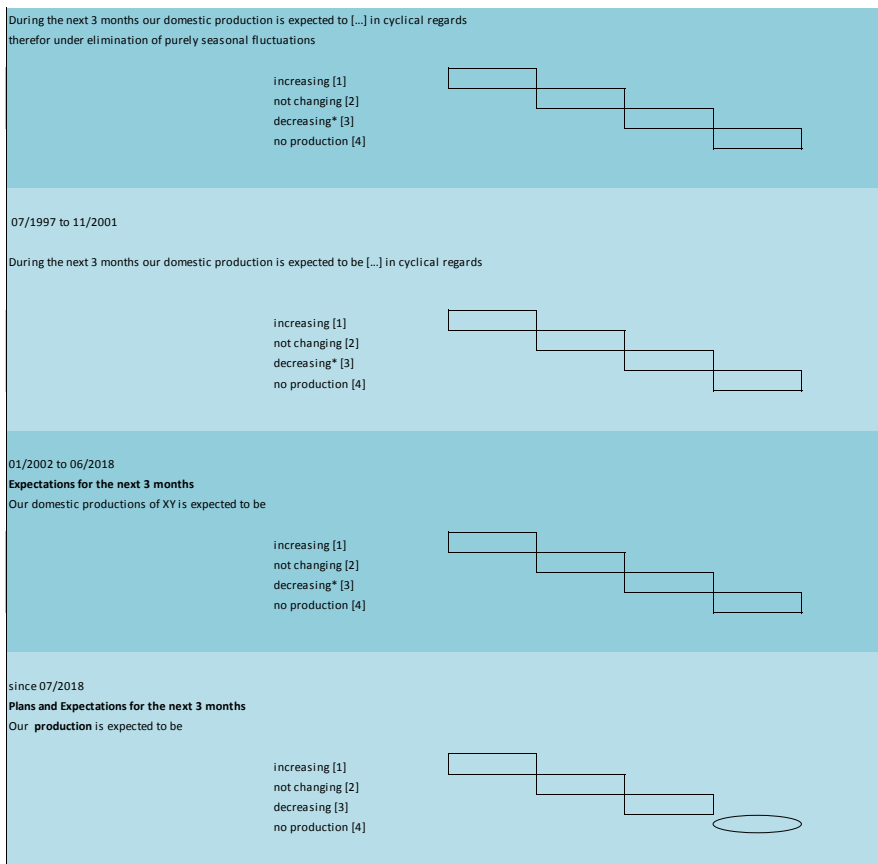 During the next 3 months our domestic production is expected to [...] in cyclical regards
therefor under elimination of purely seasonal fluctuations
increasing [1]
not changing [2]
decreasing* [3]
no production [4]
07/1997 to 11/2001
During the next 3 months our domestic production is expected to be [...] in cyclical regards
increasing [1]
not changing [2]
decreasing* [3]
no production [4]
01/2002 to 06/2018
Expectations for the next 3 months
Our domestic productions of XY is expected to be
increasing [1]
not changing [2]
decreasing* [3]
no production [4]
since 07/2018
Plans and Expectations for the next 3 months
Our production is expected to be
increasing [1]
not changing [2]
decreasing [3]
no production [4]